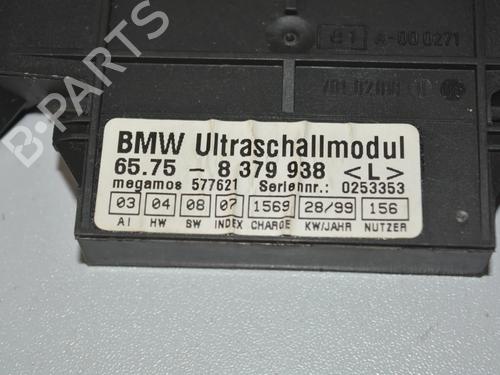 B-PARTS
BMW Ultraschallmodul
65.75 - 8 379 938 <L>
megamos 577621 Seriehnr.: 0253353
03 04 08 07 1569 28/99 156
AI HW SW INDEX CHARGE KW/JAHR NUTZER